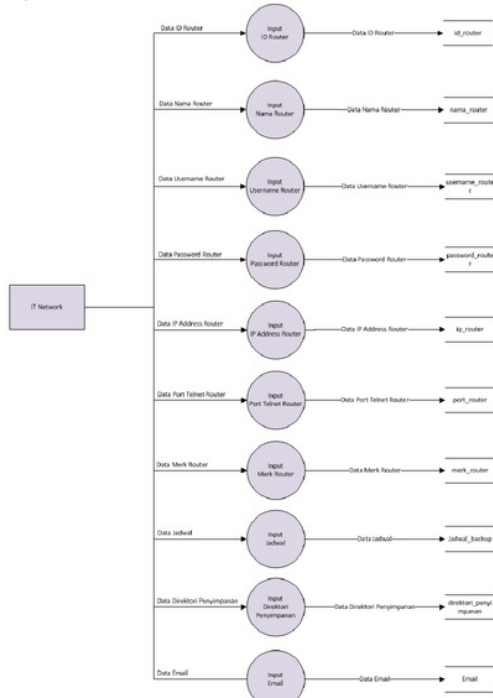 Data ID Router
Input
ID Router
Data ID Router
id_router
Data Nama Router
Input
Nama Router
Data Nama Router
nama_router
Data Username Router
Input
Username Router
Data Username Router
username_route
r
Data Password Router
Input
Password Router
Data Password Router
password_route
r
IT Network
Data IP Address Router
Input
IP Address Router
Data IP Address Router
ip_router
Data Port Telnet Router
Input
Port Telnet Router
Data Port Telnet Router
port_router
Data Merk Router
Input
Merk Router
Data Merk Router
merk_router
Data Jadwal
Input
Jadwal
Data Jadwal
Jadwal_backup
Data Direktori Penyimpanan
Input
Direktori
Penyimpanan
Data Direktori Penyimpanan
direktori_penyi
mpanan
Data Email
Input
Email
Data Email
Email